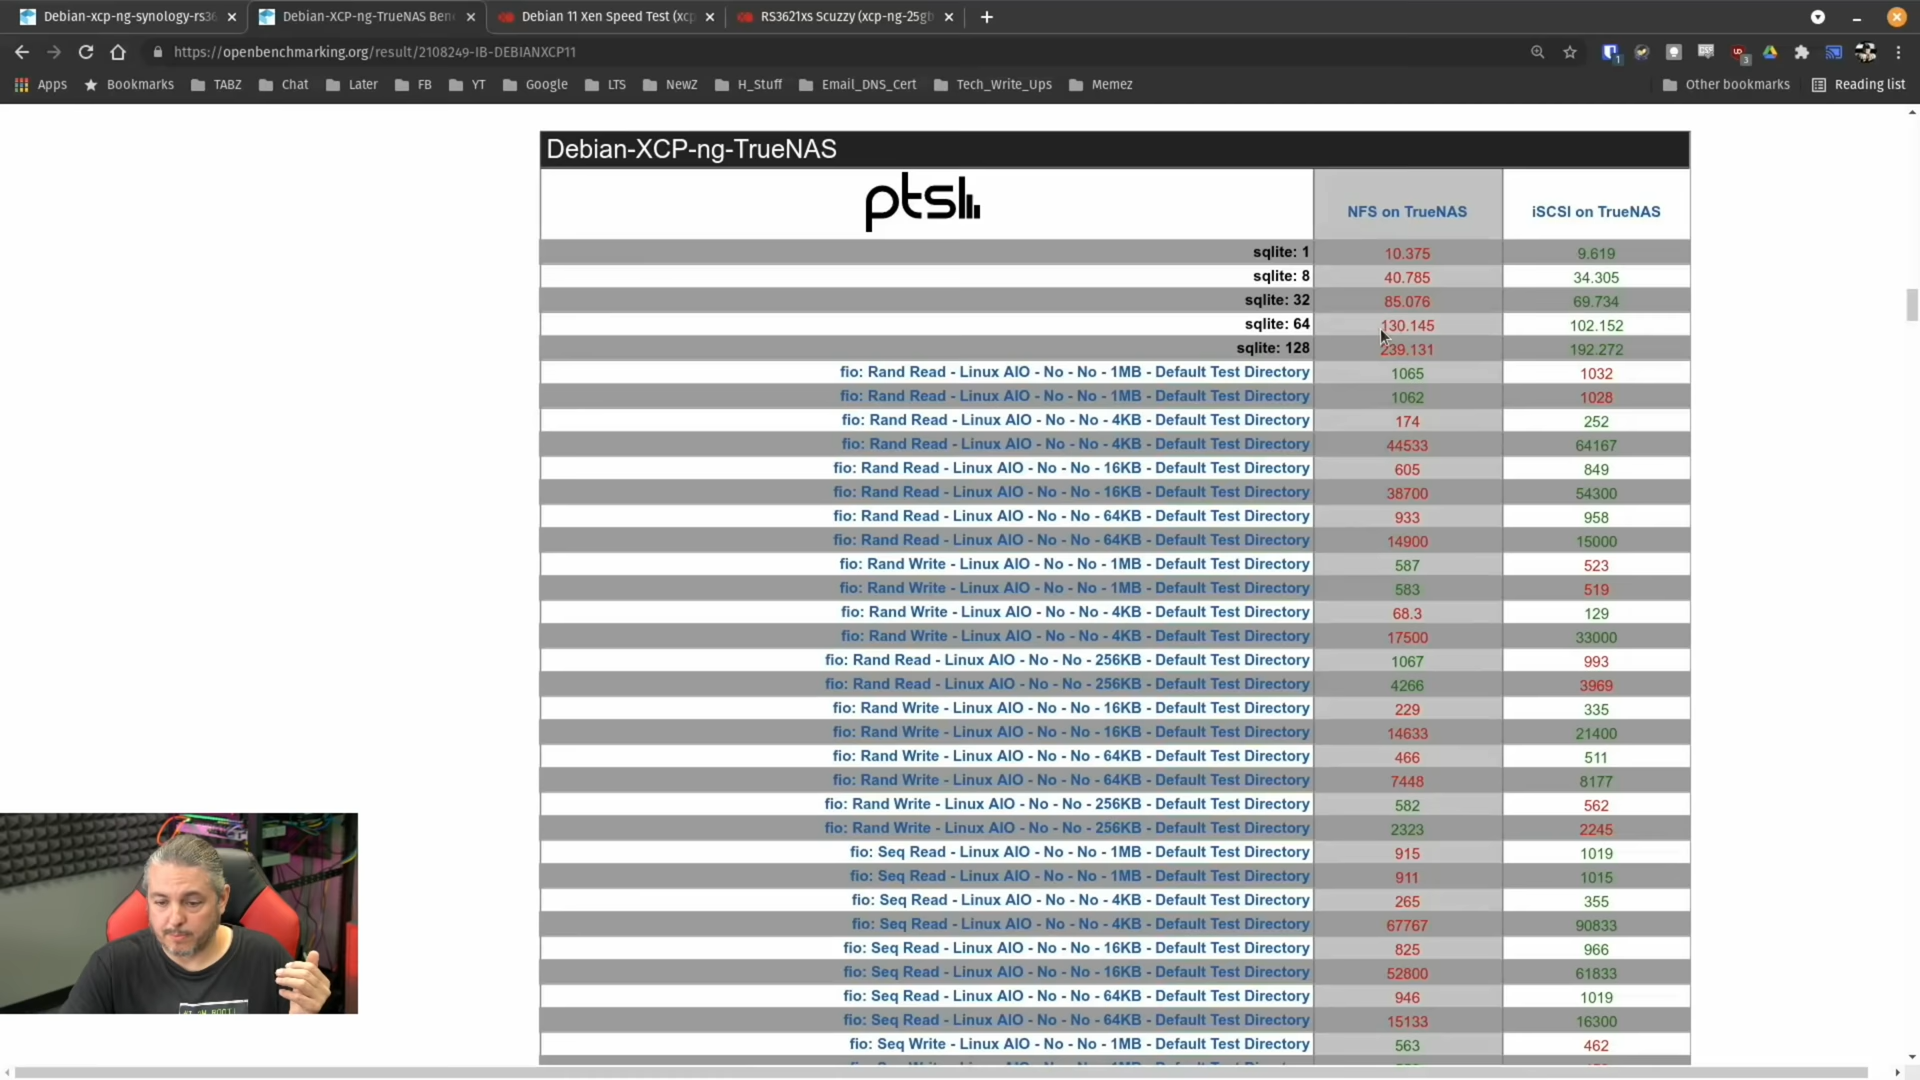 Debian-xcp-ng-synology-rs36
Debian-XCP-ng-TrueNAS Ben
Debian 11 Xen Speed Test (xcp
RS3621xs Scuzzy (xcp-ng-25gb
https://openbenchmarking.org/result/2108249-IB-DEBIANXCP11
Apps Bookmarks TABZ Chat Later FB YT Google LTS NewZ H_Stuff Email_DNS_Cert Tech_Write_Ups Memez Other bookmarks Reading list
Debian-XCP-ng-TrueNAS
ptsl NFS on TrueNAS iSCSI on TrueNAS
sqlite: 1 10.375 9.619
sqlite: 8 40.785 34.305
sqlite: 32 85.076 69.734
sqlite: 64 130.145 102.152
sqlite: 128 239.131 192.272
fio: Rand Read - Linux AIO - No - No - 1MB - Default Test Directory 1065 1032
fio: Rand Read - Linux AIO - No - No - 1MB - Default Test Directory 1062 1028
fio: Rand Read - Linux AIO - No - No - 4KB - Default Test Directory 174 252
fio: Rand Read - Linux AIO - No - No - 4KB - Default Test Directory 44533 64167
fio: Rand Read - Linux AIO - No - No - 16KB - Default Test Directory 605 849
fio: Rand Read - Linux AIO - No - No - 16KB - Default Test Directory 38700 54300
fio: Rand Read - Linux AIO - No - No - 64KB - Default Test Directory 933 958
fio: Rand Read - Linux AIO - No - No - 64KB - Default Test Directory 14900 15000
fio: Rand Write - Linux AIO - No - No - 1MB - Default Test Directory 587 523
fio: Rand Write - Linux AIO - No - No - 1MB - Default Test Directory 583 519
fio: Rand Write - Linux AIO - No - No - 4KB - Default Test Directory 68.3 129
fio: Rand Write - Linux AIO - No - No - 4KB - Default Test Directory 17500 33000
fio: Rand Read - Linux AIO - No - No - 256KB - Default Test Directory 1067 993
fio: Rand Read - Linux AIO - No - No - 256KB - Default Test Directory 4266 3969
fio: Rand Write - Linux AIO - No - No - 16KB - Default Test Directory 229 335
fio: Rand Write - Linux AIO - No - No - 16KB - Default Test Directory 14633 21400
fio: Rand Write - Linux AIO - No - No - 64KB - Default Test Directory 466 511
fio: Rand Write - Linux AIO - No - No - 64KB - Default Test Directory 7448 8177
fio: Rand Write - Linux AIO - No - No - 256KB - Default Test Directory 582 562
fio: Rand Write - Linux AIO - No - No - 256KB - Default Test Directory 2323 2245
fio: Seq Read - Linux AIO - No - No - 1MB - Default Test Directory 915 1019
fio: Seq Read - Linux AIO - No - No - 1MB - Default Test Directory 911 1015
fio: Seq Read - Linux AIO - No - No - 4KB - Default Test Directory 265 355
fio: Seq Read - Linux AIO - No - No - 4KB - Default Test Directory 67767 90833
fio: Seq Read - Linux AIO - No - No - 16KB - Default Test Directory 825 966
fio: Seq Read - Linux AIO - No - No - 16KB - Default Test Directory 52800 61833
fio: Seq Read - Linux AIO - No - No - 64KB - Default Test Directory 946 1019
fio: Seq Read - Linux AIO - No - No - 64KB - Default Test Directory 15133 16300
fio: Seq Write - Linux AIO - No - No - 1MB - Default Test Directory 563 462